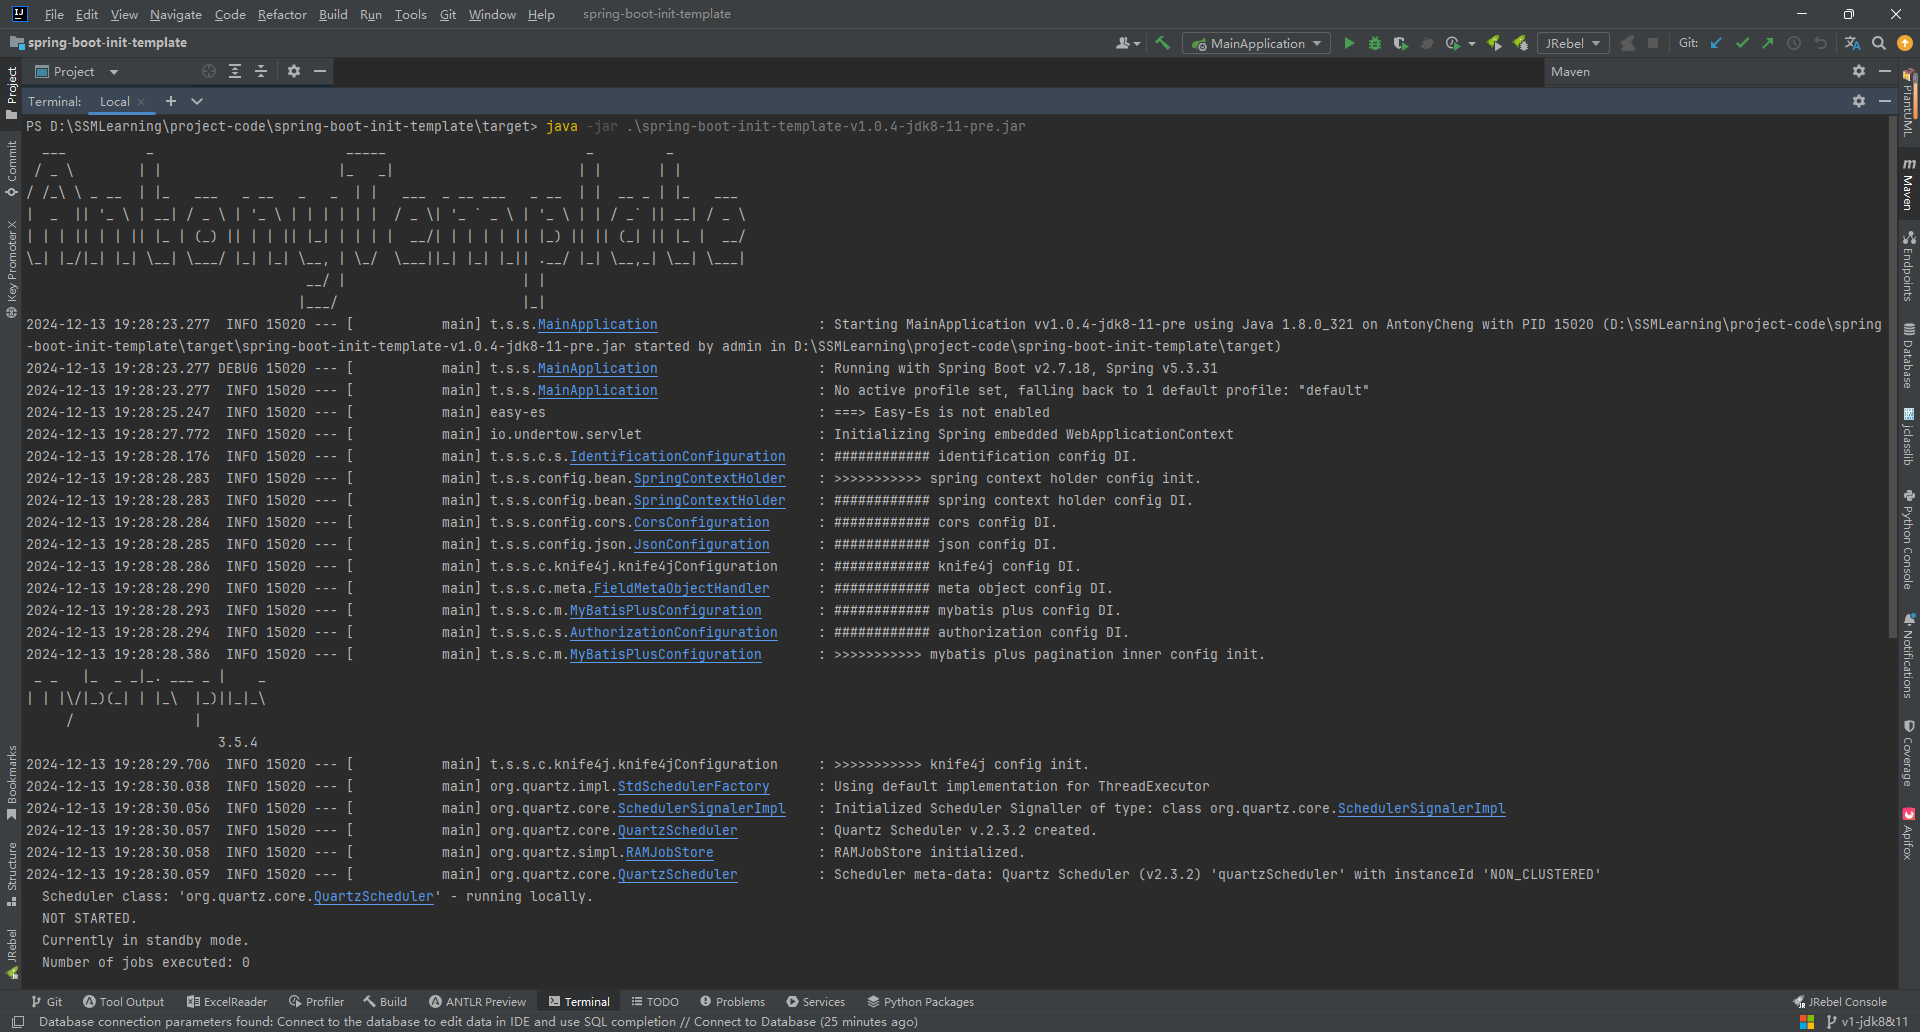 File Edit View Navigate Code Refactor Build Run Tools Git Window Help spring-boot-init-template
spring-boot-init-template MainApplication JRebel Git:
Project Maven
Terminal: Local
PS D:\SSMLearning\project-code\spring-boot-init-template\target> java -jar .\spring-boot-init-template-v1.0.4-jdk8-11-pre.jar
AntonyTemplate
2024-12-13 19:28:23.277  INFO 15020 --- [           main] t.s.s.MainApplication                    : Starting MainApplication vv1.0.4-jdk8-11-pre using Java 1.8.0_321 on AntonyCheng with PID 15020 (D:\SSMLearning\project-code\spring
-boot-init-template\target\spring-boot-init-template-v1.0.4-jdk8-11-pre.jar started by admin in D:\SSMLearning\project-code\spring-boot-init-template\target)
2024-12-13 19:28:23.277 DEBUG 15020 --- [           main] t.s.s.MainApplication                    : Running with Spring Boot v2.7.18, Spring v5.3.31
2024-12-13 19:28:23.277  INFO 15020 --- [           main] t.s.s.MainApplication                    : No active profile set, falling back to 1 default profile: "default"
2024-12-13 19:28:25.247  INFO 15020 --- [           main] easy-es                                  : ===> Easy-Es is not enabled
2024-12-13 19:28:27.772  INFO 15020 --- [           main] io.undertow.servlet                      : Initializing Spring embedded WebApplicationContext
2024-12-13 19:28:28.176  INFO 15020 --- [           main] t.s.s.c.s.IdentificationConfiguration    : ############ identification config DI.
2024-12-13 19:28:28.283  INFO 15020 --- [           main] t.s.s.config.bean.SpringContextHolder    : >>>>>>>>>>> spring context holder config init.
2024-12-13 19:28:28.283  INFO 15020 --- [           main] t.s.s.config.bean.SpringContextHolder    : ############ spring context holder config DI.
2024-12-13 19:28:28.284  INFO 15020 --- [           main] t.s.s.config.cors.CorsConfiguration      : ############ cors config DI.
2024-12-13 19:28:28.285  INFO 15020 --- [           main] t.s.s.config.json.JsonConfiguration      : ############ json config DI.
2024-12-13 19:28:28.286  INFO 15020 --- [           main] t.s.s.c.knife4j.knife4jConfiguration     : ############ knife4j config DI.
2024-12-13 19:28:28.290  INFO 15020 --- [           main] t.s.s.c.meta.FieldMetaObjectHandler      : ############ meta object config DI.
2024-12-13 19:28:28.293  INFO 15020 --- [           main] t.s.s.c.m.MyBatisPlusConfiguration       : ############ mybatis plus config DI.
2024-12-13 19:28:28.294  INFO 15020 --- [           main] t.s.s.c.s.AuthorizationConfiguration     : ############ authorization config DI.
2024-12-13 19:28:28.386  INFO 15020 --- [           main] t.s.s.c.m.MyBatisPlusConfiguration       : >>>>>>>>>>> mybatis plus pagination inner config init.
 _ _   |_  _ _|_. ___ _ |    _
| | |\/|_)(_| | |_\  |_)||_|_\
     /               |
                        3.5.4
2024-12-13 19:28:29.706  INFO 15020 --- [           main] t.s.s.c.knife4j.knife4jConfiguration     : >>>>>>>>>>> knife4j config init.
2024-12-13 19:28:30.038  INFO 15020 --- [           main] org.quartz.impl.StdSchedulerFactory      : Using default implementation for ThreadExecutor
2024-12-13 19:28:30.056  INFO 15020 --- [           main] org.quartz.core.SchedulerSignalerImpl    : Initialized Scheduler Signaller of type: class org.quartz.core.SchedulerSignalerImpl
2024-12-13 19:28:30.057  INFO 15020 --- [           main] org.quartz.core.QuartzScheduler          : Quartz Scheduler v.2.3.2 created.
2024-12-13 19:28:30.058  INFO 15020 --- [           main] org.quartz.simpl.RAMJobStore             : RAMJobStore initialized.
2024-12-13 19:28:30.059  INFO 15020 --- [           main] org.quartz.core.QuartzScheduler          : Scheduler meta-data: Quartz Scheduler (v2.3.2) 'quartzScheduler' with instanceId 'NON_CLUSTERED'
  Scheduler class: 'org.quartz.core.QuartzScheduler' - running locally.
  NOT STARTED.
  Currently in standby mode.
  Number of jobs executed: 0
Project
Commit
Key Promoter X
Bookmarks
Structure
JRebel
PlantUML
Maven
Endpoints
Database
jclasslib
Python Console
Notifications
Coverage
Apifox
Git Tool Output ExcelReader Profiler Build ANTLR Preview Terminal TODO Problems Services Python Packages JRebel Console
Database connection parameters found: Connect to the database to edit data in IDE and use SQL completion // Connect to Database (25 minutes ago) v1-jdk8&11